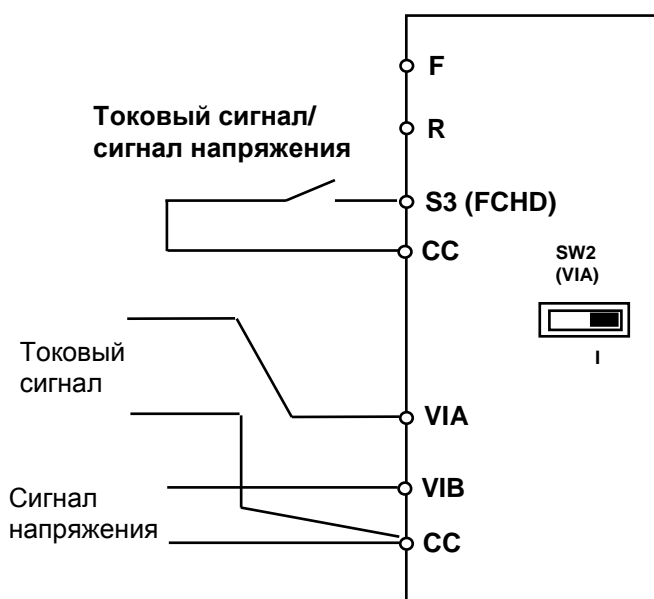 F
R
Токовый сигнал/
сигнал напряжения
S3 (FCHD)
CC
SW2
(VIA)
I
Токовый
сигнал
VIA
VIB
Сигнал
напряжения
CC